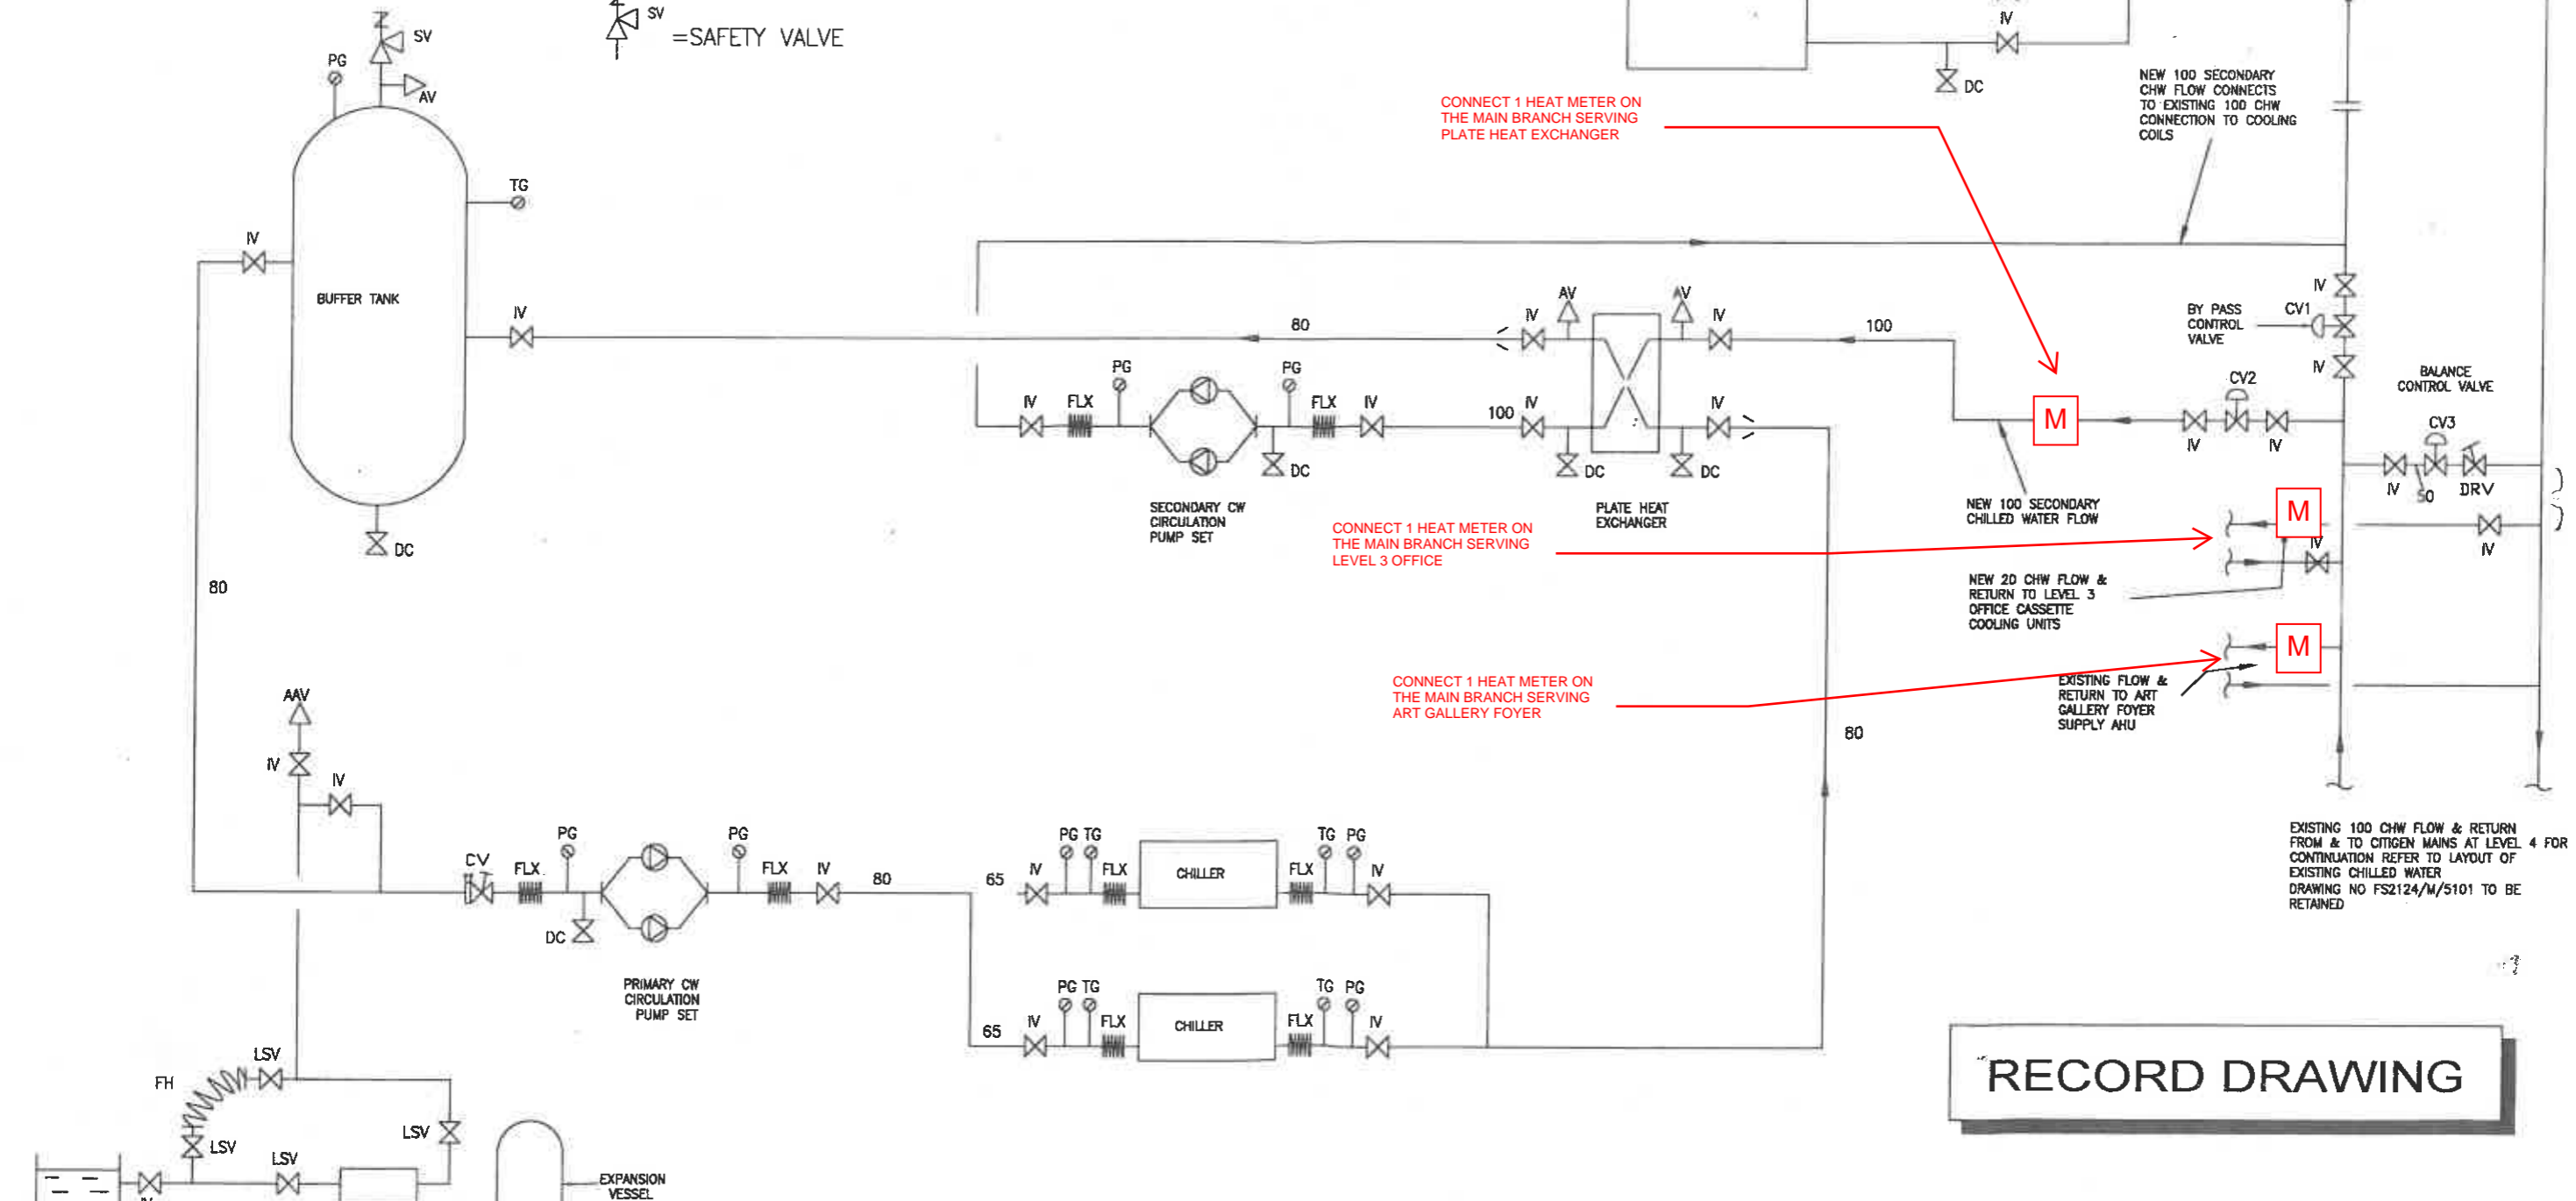 SV
=SAFETY VALVE
SV
PG
AV
TG
IV
BUFFER TANK
IV
DC
80
IV
DC
NEW 100 SECONDARY
CHW FLOW CONNECTS
TO EXISTING 100 CHW
CONNECTION TO COOLING
COILS
CONNECT 1 HEAT METER ON
THE MAIN BRANCH SERVING
PLATE HEAT EXCHANGER
80
IV
AV
AV
IV
100
IV
FLX
PG
PG
FLX
IV
DC
100
IV
IV
DC
DC
SECONDARY CW
CIRCULATION
PUMP SET
PLATE HEAT
EXCHANGER
IV
BY PASS
CONTROL
VALVE
CV1
IV
M
CV2
IV
IV
BALANCE
CONTROL VALVE
CV3
IV
SO
DRV
NEW 100 SECONDARY
CHILLED WATER FLOW
CONNECT 1 HEAT METER ON
THE MAIN BRANCH SERVING
LEVEL 3 OFFICE
M
IV
IV
NEW 20 CHW FLOW &
RETURN TO LEVEL 3
OFFICE CASSETTE
COOLING UNITS
M
CONNECT 1 HEAT METER ON
THE MAIN BRANCH SERVING
ART GALLERY FOYER
EXISTING FLOW &
RETURN TO ART
GALLERY FOYER
SUPPLY AHU
80
AAV
IV
IV
CV
FLX
PG
DC
PG
FLX
IV
80
PRIMARY CW
CIRCULATION
PUMP SET
65
IV
PG TG
FLX
CHILLER
FLX
TG PG
IV
65
IV
PG TG
FLX
CHILLER
FLX
TG PG
IV
EXISTING 100 CHW FLOW & RETURN
FROM & TO CITIGEN MAINS AT LEVEL 4 FOR
CONTINUATION REFER TO LAYOUT OF
EXISTING CHILLED WATER
DRAWING NO FS2124/M/5101 TO BE
RETAINED
RECORD DRAWING
FH
LSV
LSV
LSV
LSV
EXPANSION
VESSEL